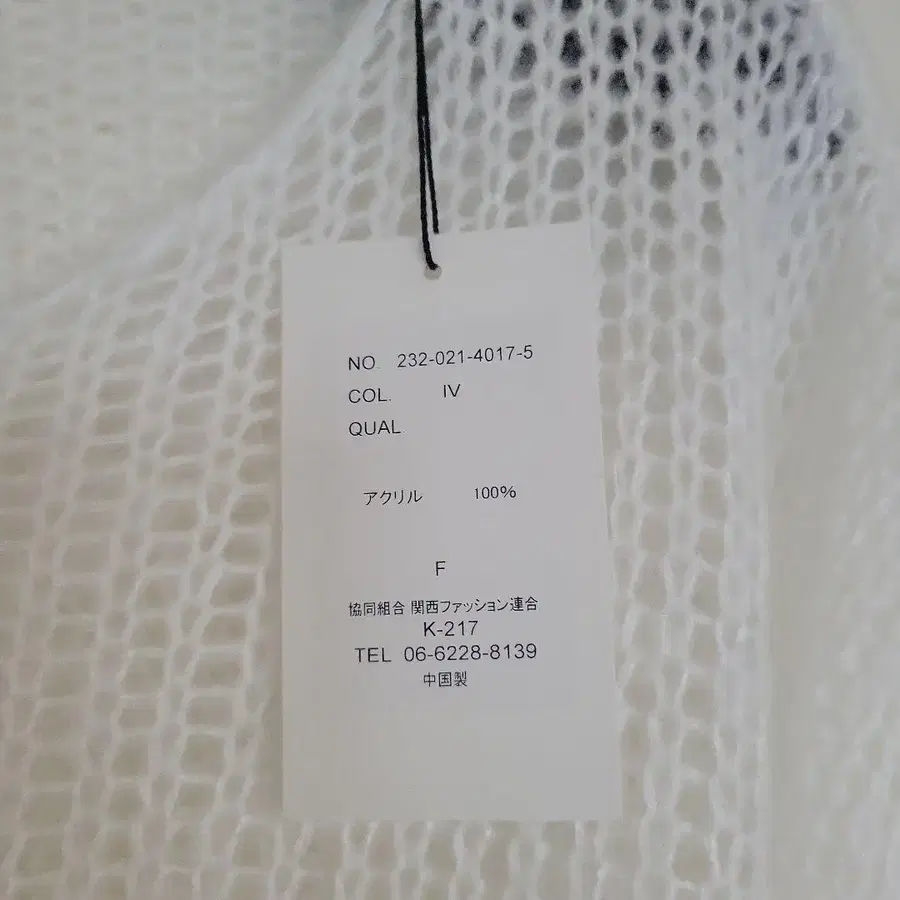 NO. 232-021-4017-5
COL. IV
QUAL
アクリル 100%
F
協同組合 関西ファッション連合
K-217
TEL 06-6228-8139
中国製